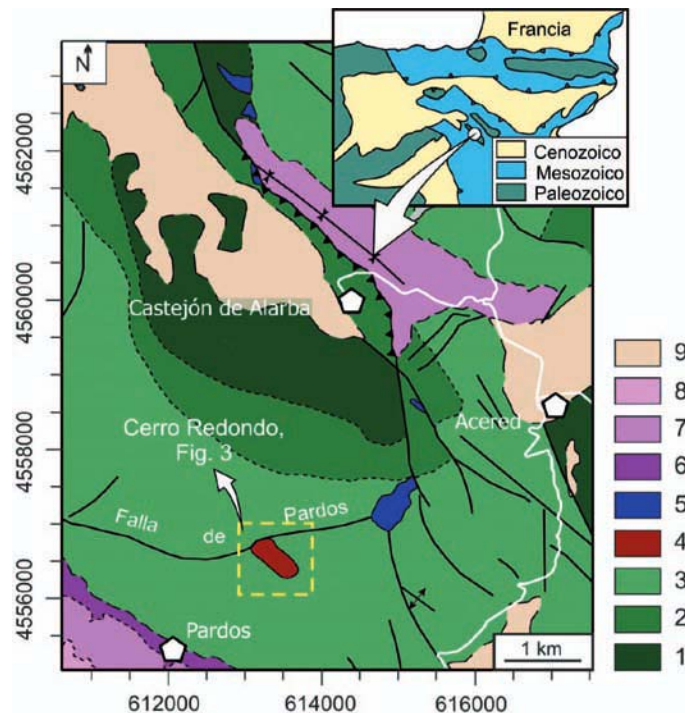 N
Francia
Cenozoico
Mesozoico
Paleozoico
4562000
4560000
4558000
4556000
Castejón de Alarba
Acered
Cerro Redondo,
Fig. 3
Falla de Pardos
Pardos
1 km
612000
614000
616000
9
8
7
6
5
4
3
2
1